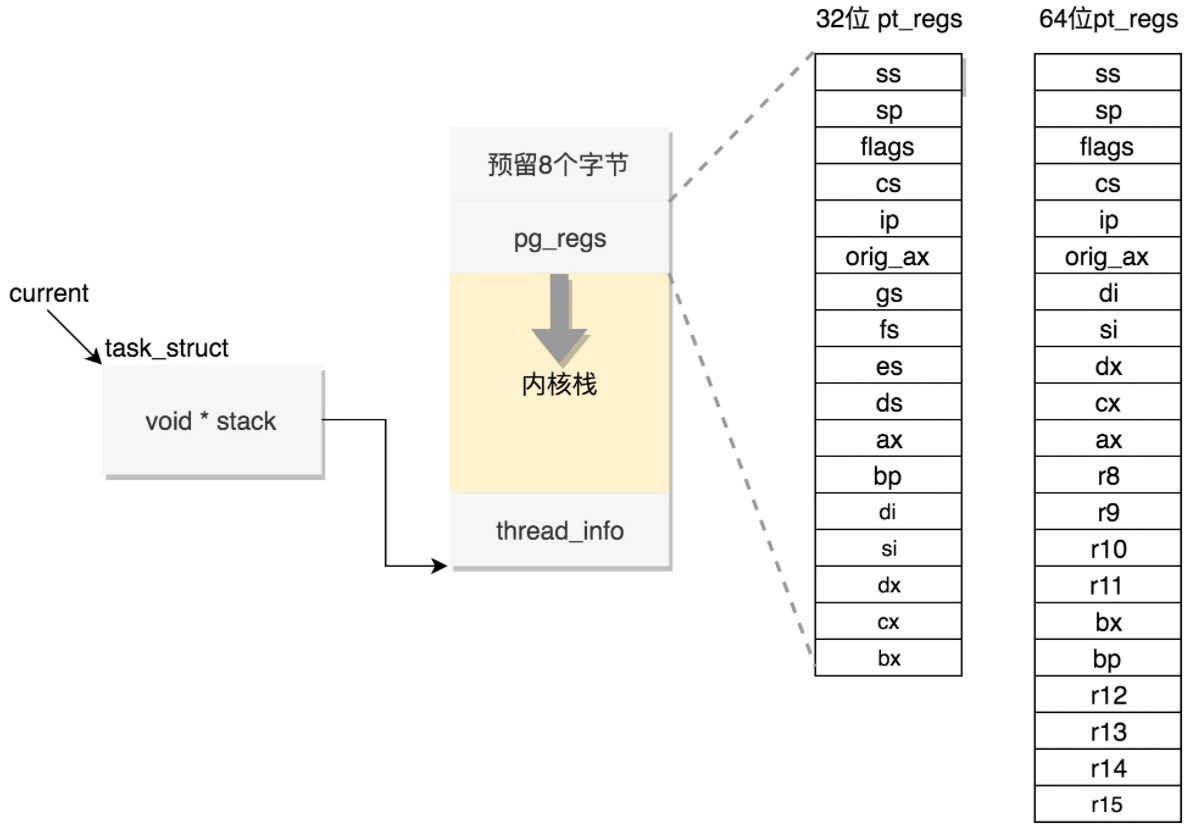 current
task_struct
void * stack
预留8个字节
pg_regs
内核栈
thread_info
32位 pt_regs
ss
sp
flags
cs
ip
orig_ax
gs
fs
es
ds
ax
bp
di
si
dx
cx
bx
64位pt_regs
ss
sp
flags
cs
ip
orig_ax
di
si
dx
cx
ax
r8
r9
r10
r11
bx
bp
r12
r13
r14
r15